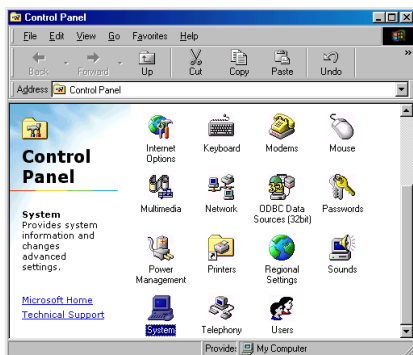 Control Panel
File Edit View Go Favorites Help
Back Forward Up Cut Copy Paste Undo »
Address Control Panel
Control
Panel
System
Provides system
information and
changes
advanced
settings.
Microsoft Home
Technical Support
Internet
Options
Keyboard
Modems
Mouse
Multimedia
Network
ODBC Data
Sources (32bit)
Passwords
Power
Management
Printers
Regional
Settings
Sounds
System
Telephony
Users
Provide: My Computer